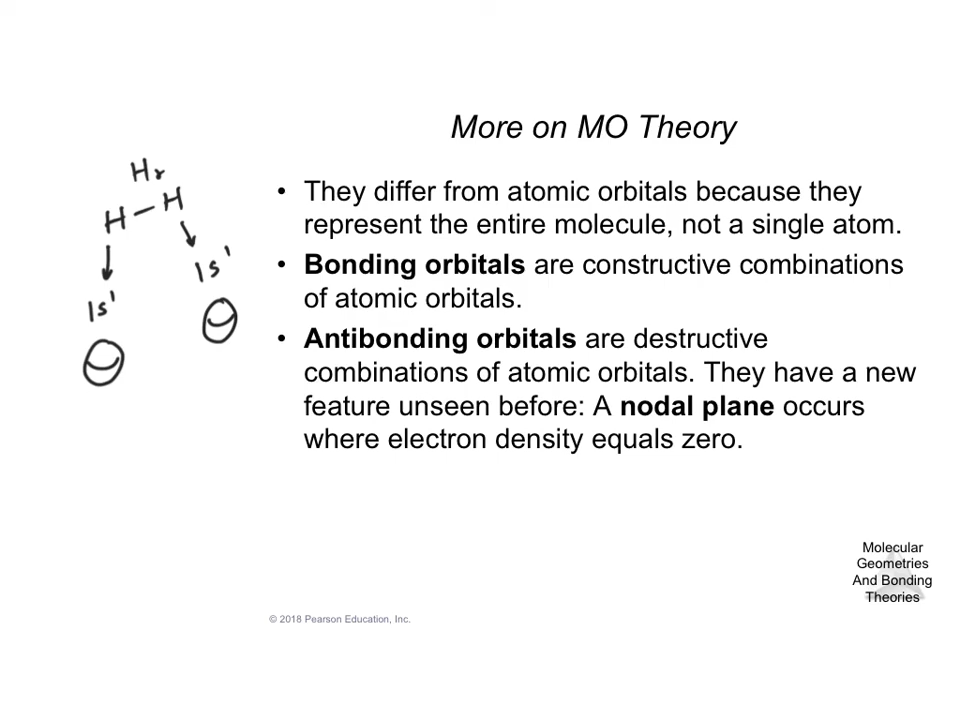 More on MO Theory
H₂
H – H
1s¹
1s¹
• They differ from atomic orbitals because they
represent the entire molecule, not a single atom.
• Bonding orbitals are constructive combinations
of atomic orbitals.
• Antibonding orbitals are destructive
combinations of atomic orbitals. They have a new
feature unseen before: A nodal plane occurs
where electron density equals zero.
Molecular
Geometries
And Bonding
Theories
© 2018 Pearson Education, Inc.